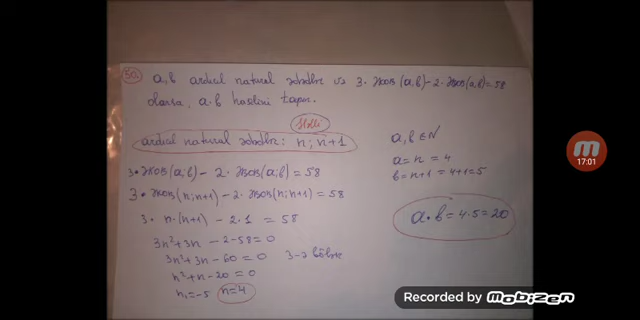 50. a,b ardıcıl natural ədədlər və 3·ƏKOB(a,b)-2·ƏBOB(a,b)=58
olarsa, a·b hasilini tapın.
Həlli
ardıcıl natural ədədlər: n; n+1
3·ƏKOB(a;b) - 2·ƏBOB(a;b) = 58
3·ƏKOB(n;n+1) - 2·ƏBOB(n;n+1) = 58
3·n·(n+1) - 2·1 = 58
3n²+3n - 2-58=0
3n²+3n-60=0 3-ə bölək
n²+n-20=0
n₁=-5 n=4
a,b∈N
a=n=4
b=n+1=4+1=5
a·b=4·5=20
17:01
Recorded by MOBIZEN